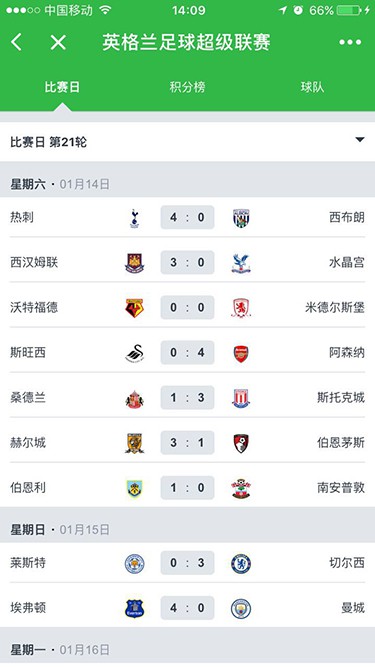 中国移动 14:09 66%
英格兰足球超级联赛
比赛日 积分榜 球队
比赛日 第21轮
星期六 · 01月14日
热刺 4 : 0 西布朗
西汉姆联 3 : 0 水晶宫
沃特福德 0 : 0 米德尔斯堡
斯旺西 0 : 4 阿森纳
桑德兰 1 : 3 斯托克城
赫尔城 3 : 1 伯恩茅斯
伯恩利 1 : 0 南安普敦
星期日 · 01月15日
莱斯特 0 : 3 切尔西
埃弗顿 4 : 0 曼城
星期一 · 01月16日